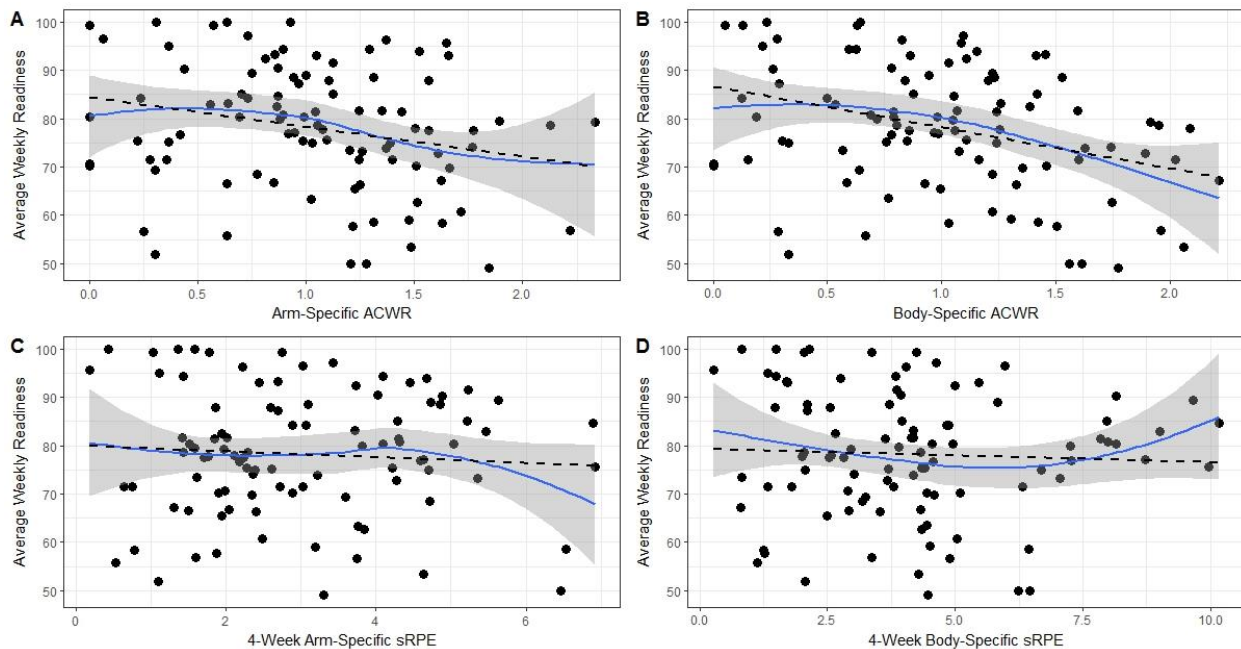 A
100
90
80
70
60
50
Average Weekly Readiness
0.0 0.5 1.0 1.5 2.0
Arm-Specific ACWR
B
100
90
80
70
60
50
Average Weekly Readiness
0.0 0.5 1.0 1.5 2.0
Body-Specific ACWR
C
100
90
80
70
60
50
Average Weekly Readiness
0 2 4 6
4-Week Arm-Specific sRPE
D
100
90
80
70
60
50
Average Weekly Readiness
0.0 2.5 5.0 7.5 10.0
4-Week Body-Specific sRPE